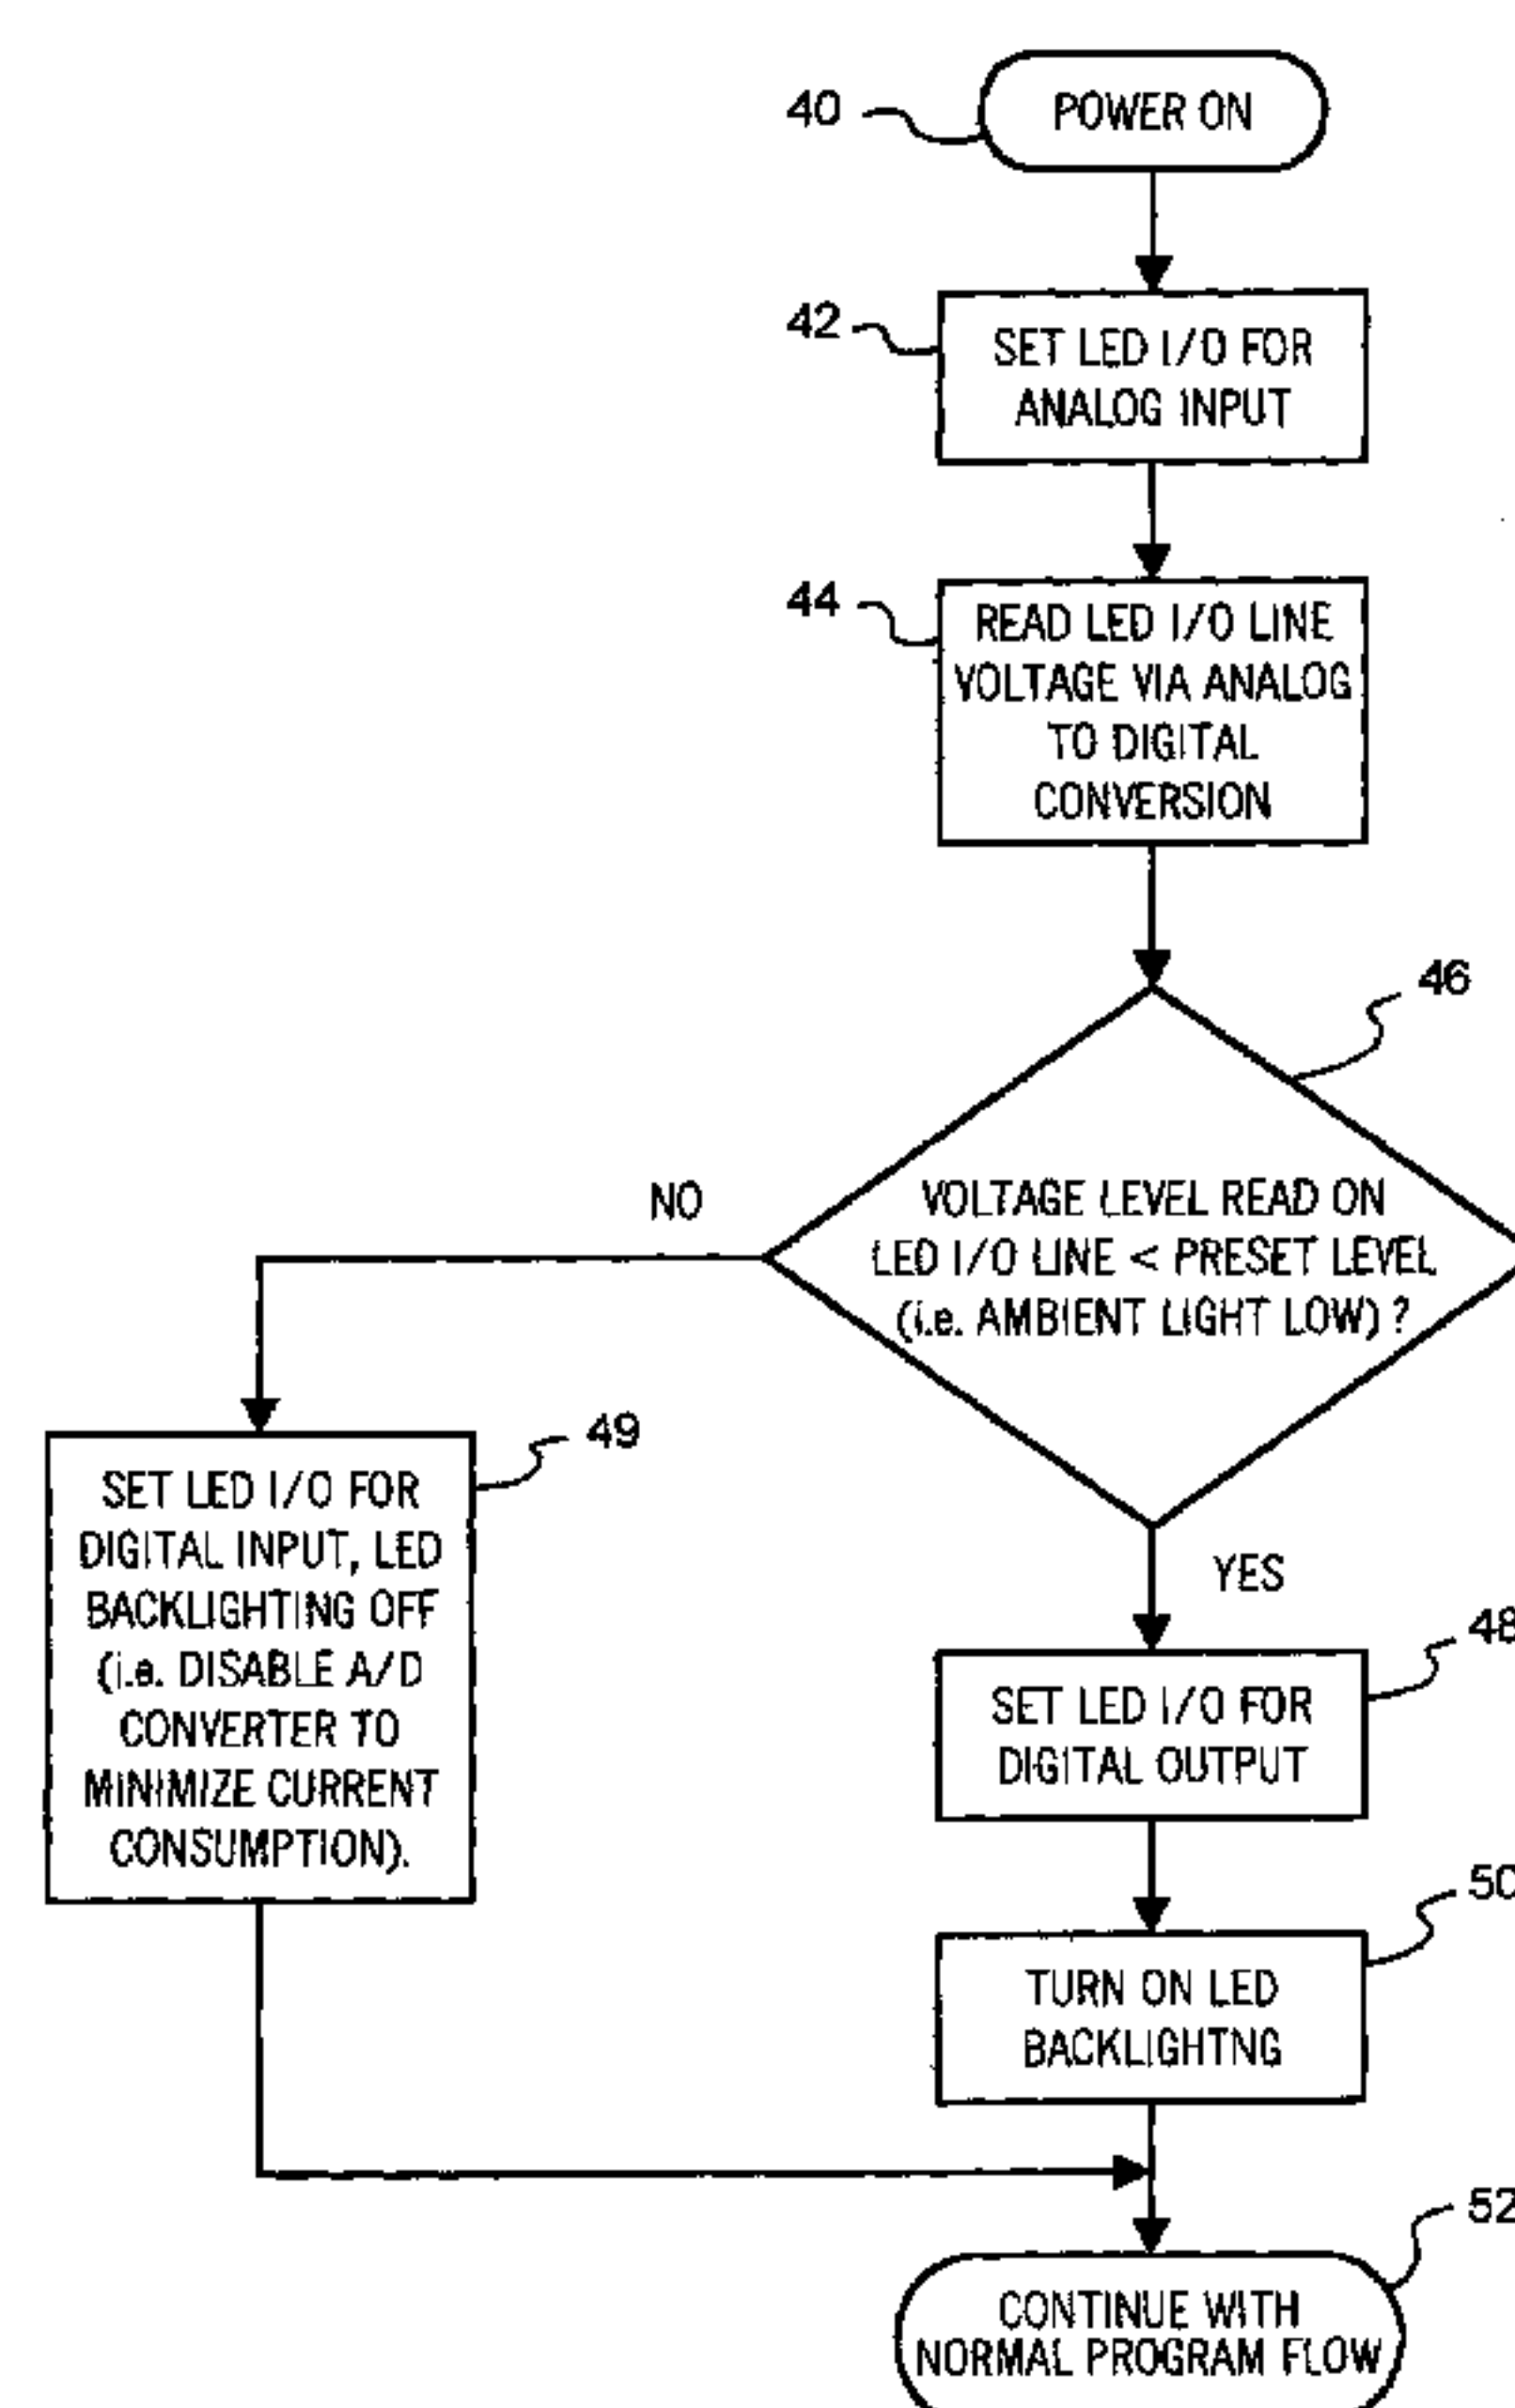 40
POWER ON
42
SET LED I/O FOR
ANALOG INPUT
44
READ LED I/O LINE
VOLTAGE VIA ANALOG
TO DIGITAL
CONVERSION
46
VOLTAGE LEVEL READ ON
LED I/O LINE < PRESET LEVEL
(i.e. AMBIENT LIGHT LOW) ?
NO
49
SET LED I/O FOR
DIGITAL INPUT, LED
BACKLIGHTING OFF
(i.e. DISABLE A/D
CONVERTER TO
MINIMIZE CURRENT
CONSUMPTION).
YES
48
SET LED I/O FOR
DIGITAL OUTPUT
50
TURN ON LED
BACKLIGHTNG
52
CONTINUE WITH
NORMAL PROGRAM FLOW